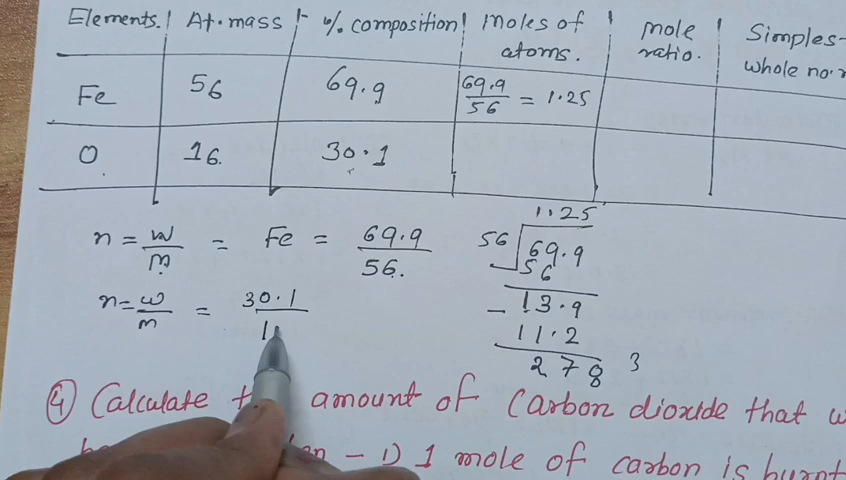 Elements. At.mass % composition moles of atoms. mole ratio. Simples- whole no.
Fe 56 69.9 69.9/56 = 1.25
O 16. 30.1
n = w/m = Fe = 69.9/56.
n = w/m = 30.1/1
1.25
56 69.9
56
- 13.9
11.2
278 3
(4) Calculate amount of Carbon dioxide that
- 1) 1 mole of carbon is burnt